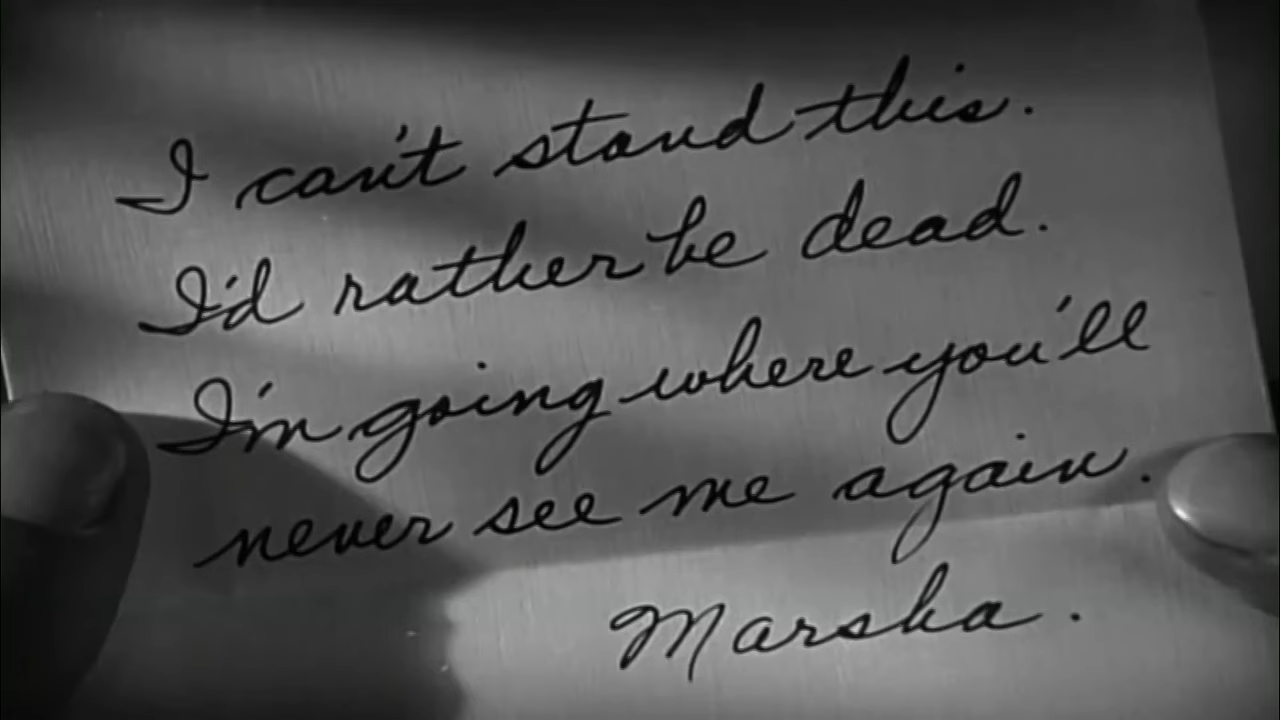 I can't stand this.
I'd rather be dead.
I'm going where you'll
never see me again.
Marsha.